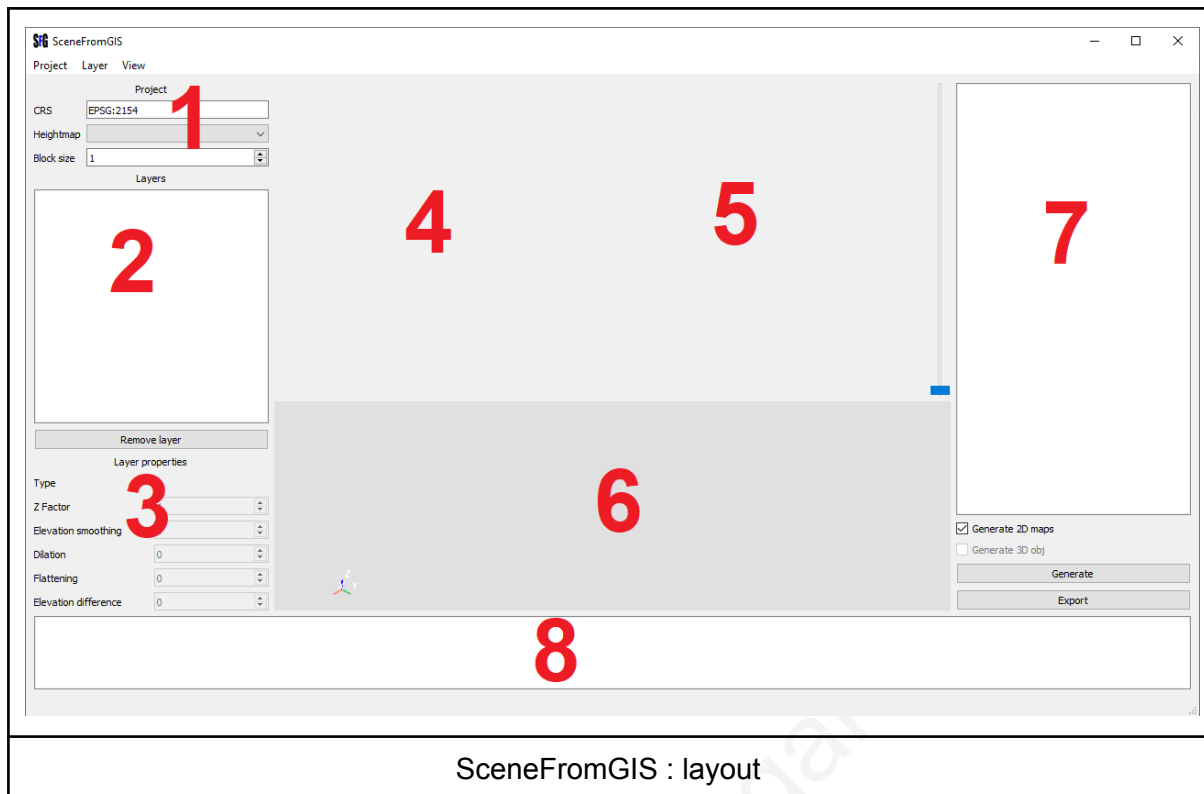 SFG SceneFromGIS
Project Layer View
Project
1
CRS EPSG:2154
Heightmap
Block size 1
Layers
2
4
5
7
Remove layer
Layer properties
Type
3
Z Factor
Elevation smoothing
6
Dilation 0
Flattening 0
Elevation difference 0
Z
Y
Generate 2D maps
Generate 3D obj
Generate
Export
8
SceneFromGIS : layout